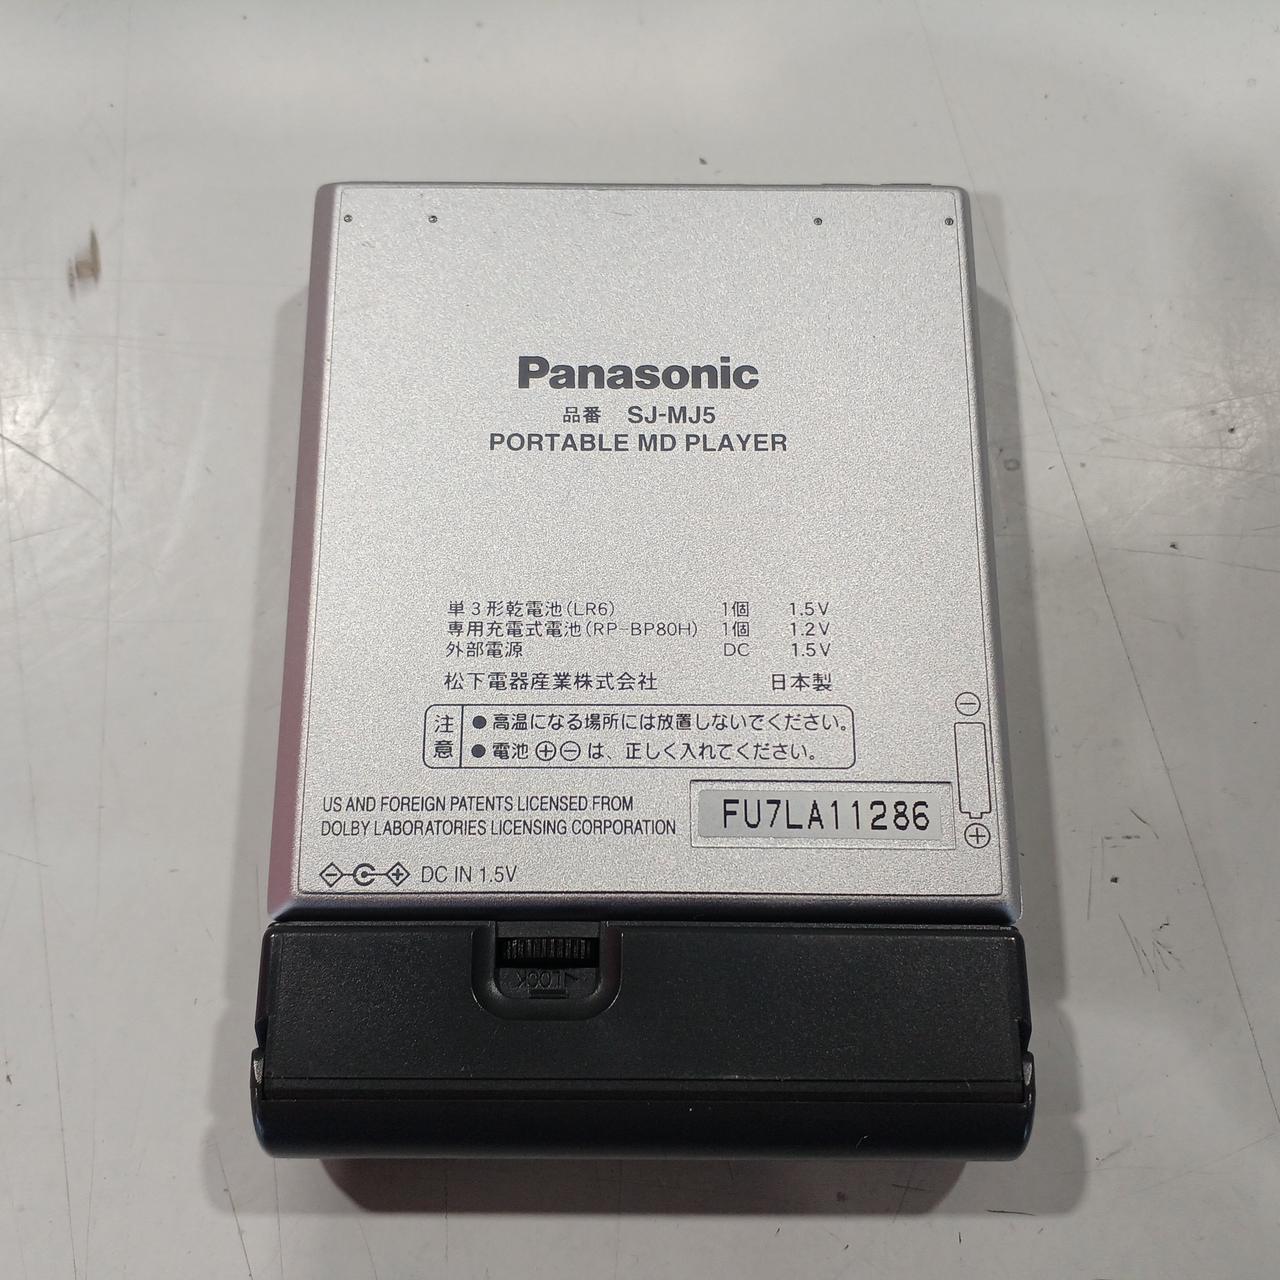 Panasonic
品番 SJ-MJ5
PORTABLE MD PLAYER
単3形乾電池(LR6) 1個 1.5V
専用充電式電池(RP-BP80H) 1個 1.2V
外部電源 DC 1.5V
松下電器産業株式会社 日本製
注意
●高温になる場所には放置しないでください。
●電池⊕⊖は、正しく入れてください。
⊖
⊕
US AND FOREIGN PATENTS LICENSED FROM
DOLBY LABORATORIES LICENSING CORPORATION
FU7LA11286
DC IN 1.5V
LOCK